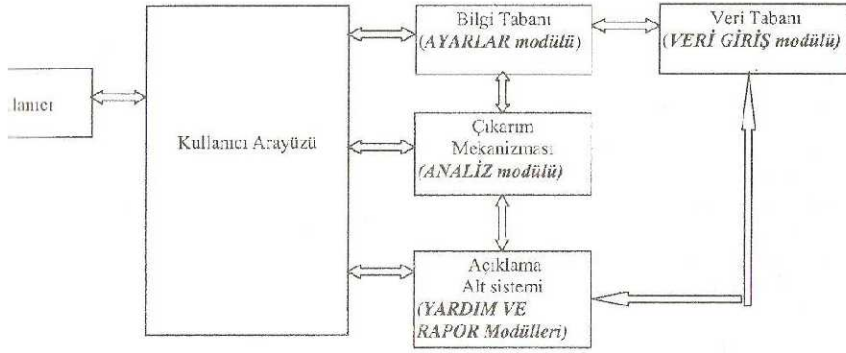 Bilgi Tabanı
(AYARLAR modülü)
Veri Tabanı
(VERİ GİRİŞ modülü)
Kullanıcı Arayüzü
Çıkarım
Mekanizması
(ANALİZ modülü)
Açıklama
Alt sistemi
(YARDIM VE
RAPOR Modülleri)